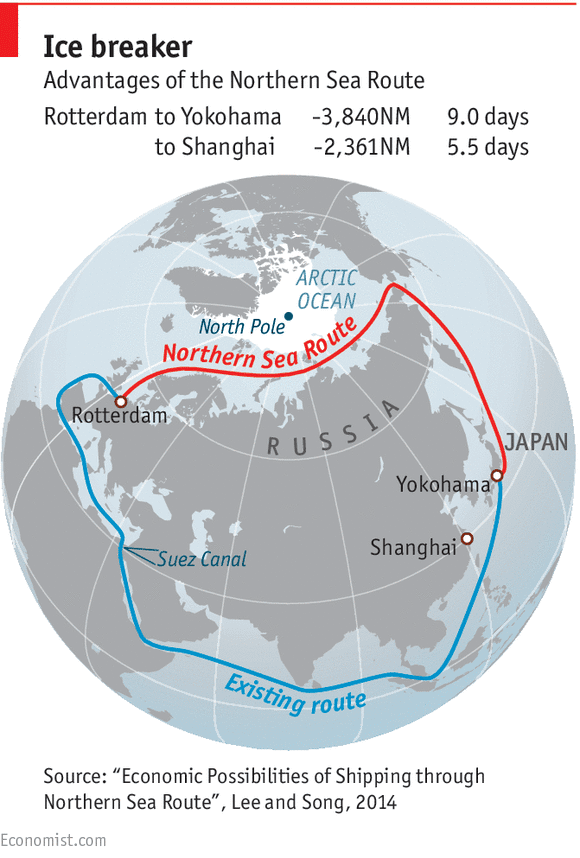 Ice breaker
Advantages of the Northern Sea Route
Rotterdam to Yokohama -3,840NM 9.0 days
to Shanghai -2,361NM 5.5 days
ARCTIC
OCEAN
North Pole
Northern Sea Route
Rotterdam
RUSSIA
JAPAN
Yokohama
Shanghai
Suez Canal
Existing route
Source: “Economic Possibilities of Shipping through
Northern Sea Route”, Lee and Song, 2014
Economist.com